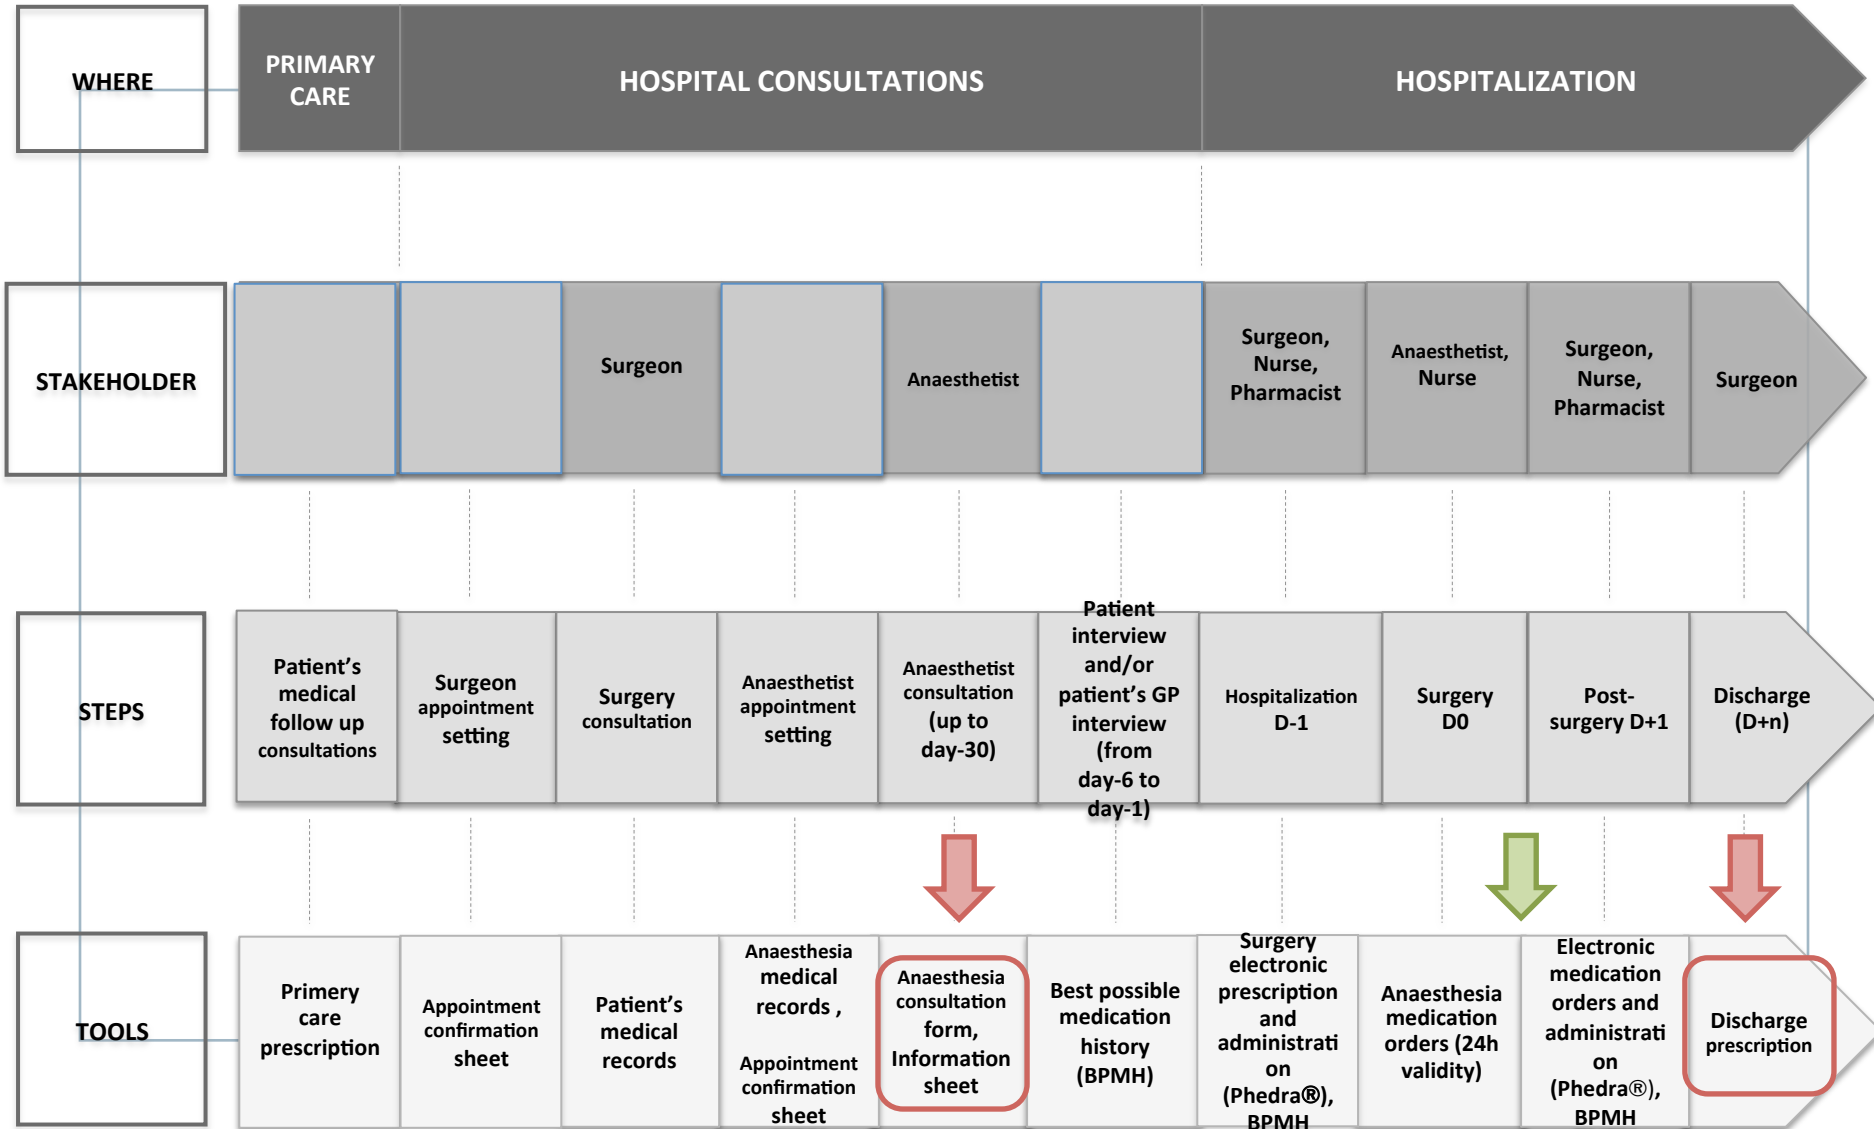 WHERE
PRIMARY
CARE
HOSPITAL CONSULTATIONS
HOSPITALIZATION
STAKEHOLDER
Surgeon
Anaesthetist
Surgeon,
Nurse,
Pharmacist
Anaesthetist,
Nurse
Surgeon,
Nurse,
Pharmacist
Surgeon
STEPS
Patient's
medical
follow up
consultations
Surgeon
appointment
setting
Surgery
consultation
Anaesthetist
appointment
setting
Anaesthetist
consultation
(up to
day-30)
Patient
interview
and/or
patient's GP
interview
(from
day-6 to
day-1)
Hospitalization
D-1
Surgery
D0
Post-
surgery D+1
Discharge
(D+n)
TOOLS
Primery
care
prescription
Appointment
confirmation
sheet
Patient's
medical
records
Anaesthesia
medical
records ,
Appointment
confirmation
sheet
Anaesthesia
consultation
form,
Information
sheet
Best possible
medication
history
(BPMH)
Surgery
electronic
prescription
and
administrati
on
(Phedra®),
BPMH
Anaesthesia
medication
orders (24h
validity)
Electronic
medication
orders and
administrati
on
(Phedra®),
BPMH
Discharge
prescription